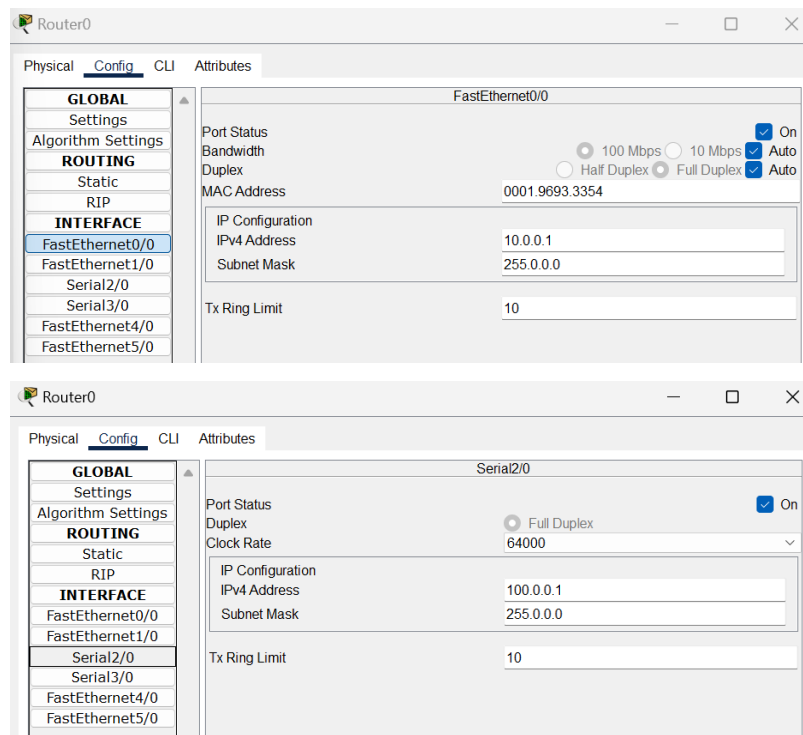 Router0
Physical Config CLI Attributes
GLOBAL
Settings
Algorithm Settings
ROUTING
Static
RIP
INTERFACE
FastEthernet0/0
FastEthernet1/0
Serial2/0
Serial3/0
FastEthernet4/0
FastEthernet5/0
FastEthernet0/0
Port Status On
Bandwidth 100 Mbps 10 Mbps Auto
Duplex Half Duplex Full Duplex Auto
MAC Address 0001.9693.3354
IP Configuration
IPv4 Address 10.0.0.1
Subnet Mask 255.0.0.0
Tx Ring Limit 10
Router0
Physical Config CLI Attributes
GLOBAL
Settings
Algorithm Settings
ROUTING
Static
RIP
INTERFACE
FastEthernet0/0
FastEthernet1/0
Serial2/0
Serial3/0
FastEthernet4/0
FastEthernet5/0
Serial2/0
Port Status On
Duplex Full Duplex
Clock Rate 64000
IP Configuration
IPv4 Address 100.0.0.1
Subnet Mask 255.0.0.0
Tx Ring Limit 10